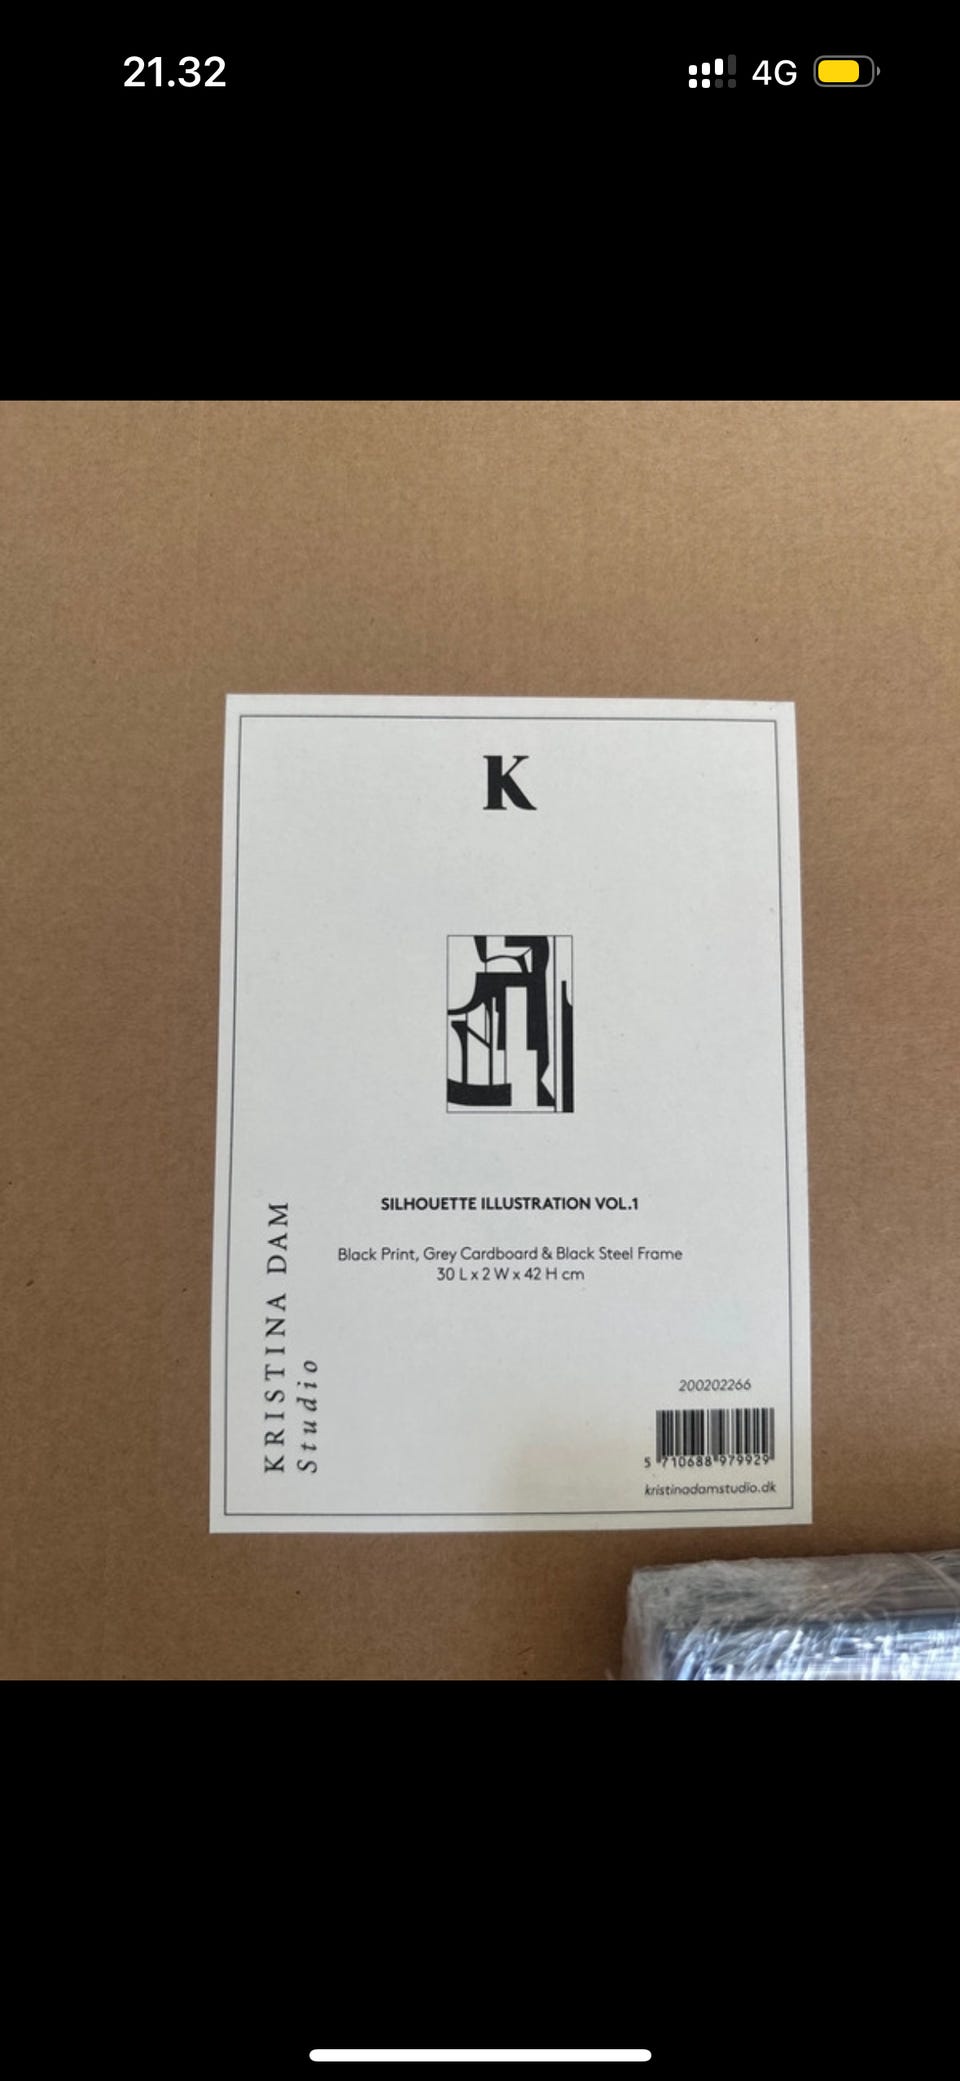 21.32
4G
K
SILHOUETTE ILLUSTRATION VOL.1
Black Print, Grey Cardboard & Black Steel Frame
30 L x 2 W x 42 H cm
KRISTINA DAM
Studio
200202266
5 710688 979929
kristinadamstudio.dk